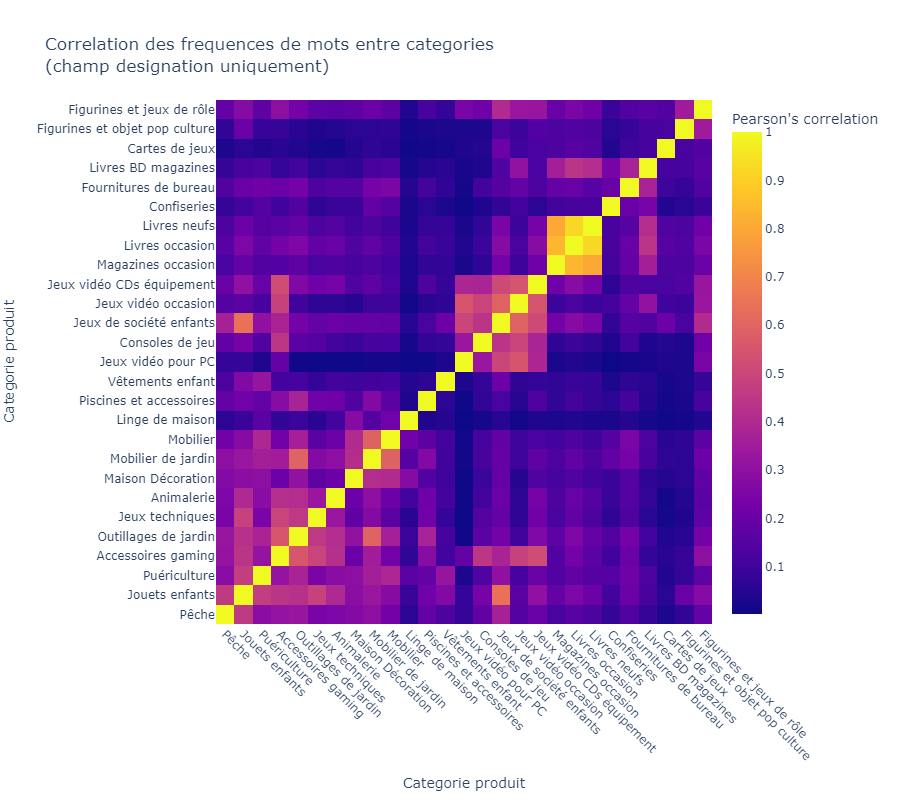 Correlation des frequences de mots entre categories
(champ designation uniquement)
Pearson's correlation
Categorie produit
Figurines et jeux de rôle
Figurines et objet pop culture
Cartes de jeux
Livres BD magazines
Fournitures de bureau
Confiseries
Livres neufs
Livres occasion
Magazines occasion
Jeux vidéo CDs équipement
Jeux vidéo occasion
Jeux de société enfants
Consoles de jeu
Jeux vidéo pour PC
Vêtements enfant
Piscines et accessoires
Linge de maison
Mobilier
Mobilier de jardin
Maison Décoration
Animalerie
Jeux techniques
Outillages de jardin
Accessoires gaming
Puériculture
Jouets enfants
Pêche
1
0.9
0.8
0.7
0.6
0.5
0.4
0.3
0.2
0.1
Pêche
Jouets enfants
Puériculture
Accessoires gaming
Outillages de jardin
Jeux techniques
Animalerie
Maison Décoration
Mobilier de jardin
Mobilier
Linge de maison
Piscines et accessoires
Vêtements enfant
Jeux vidéo pour PC
Consoles de jeu
Jeux de société enfants
Jeux vidéo occasion
Jeux vidéo CDs équipement
Magazines occasion
Livres occasion
Livres neufs
Confiseries
Fournitures de bureau
Livres BD magazines
Cartes de jeux
Figurines et objet pop culture
Figurines et jeux de rôle
Categorie produit